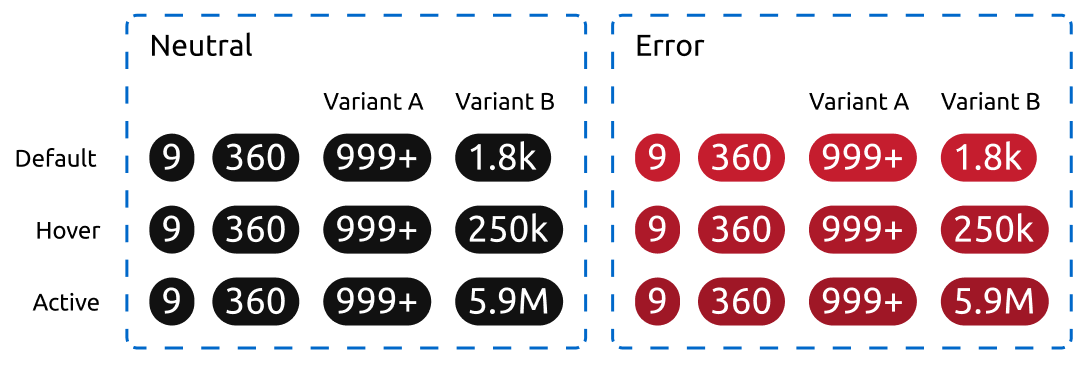 Neutral Error
Variant A Variant B Variant A Variant B
Default 9 360 999+ 1.8k 9 360 999+ 1.8k
Hover 9 360 999+ 250k 9 360 999+ 250k
Active 9 360 999+ 5.9M 9 360 999+ 5.9M